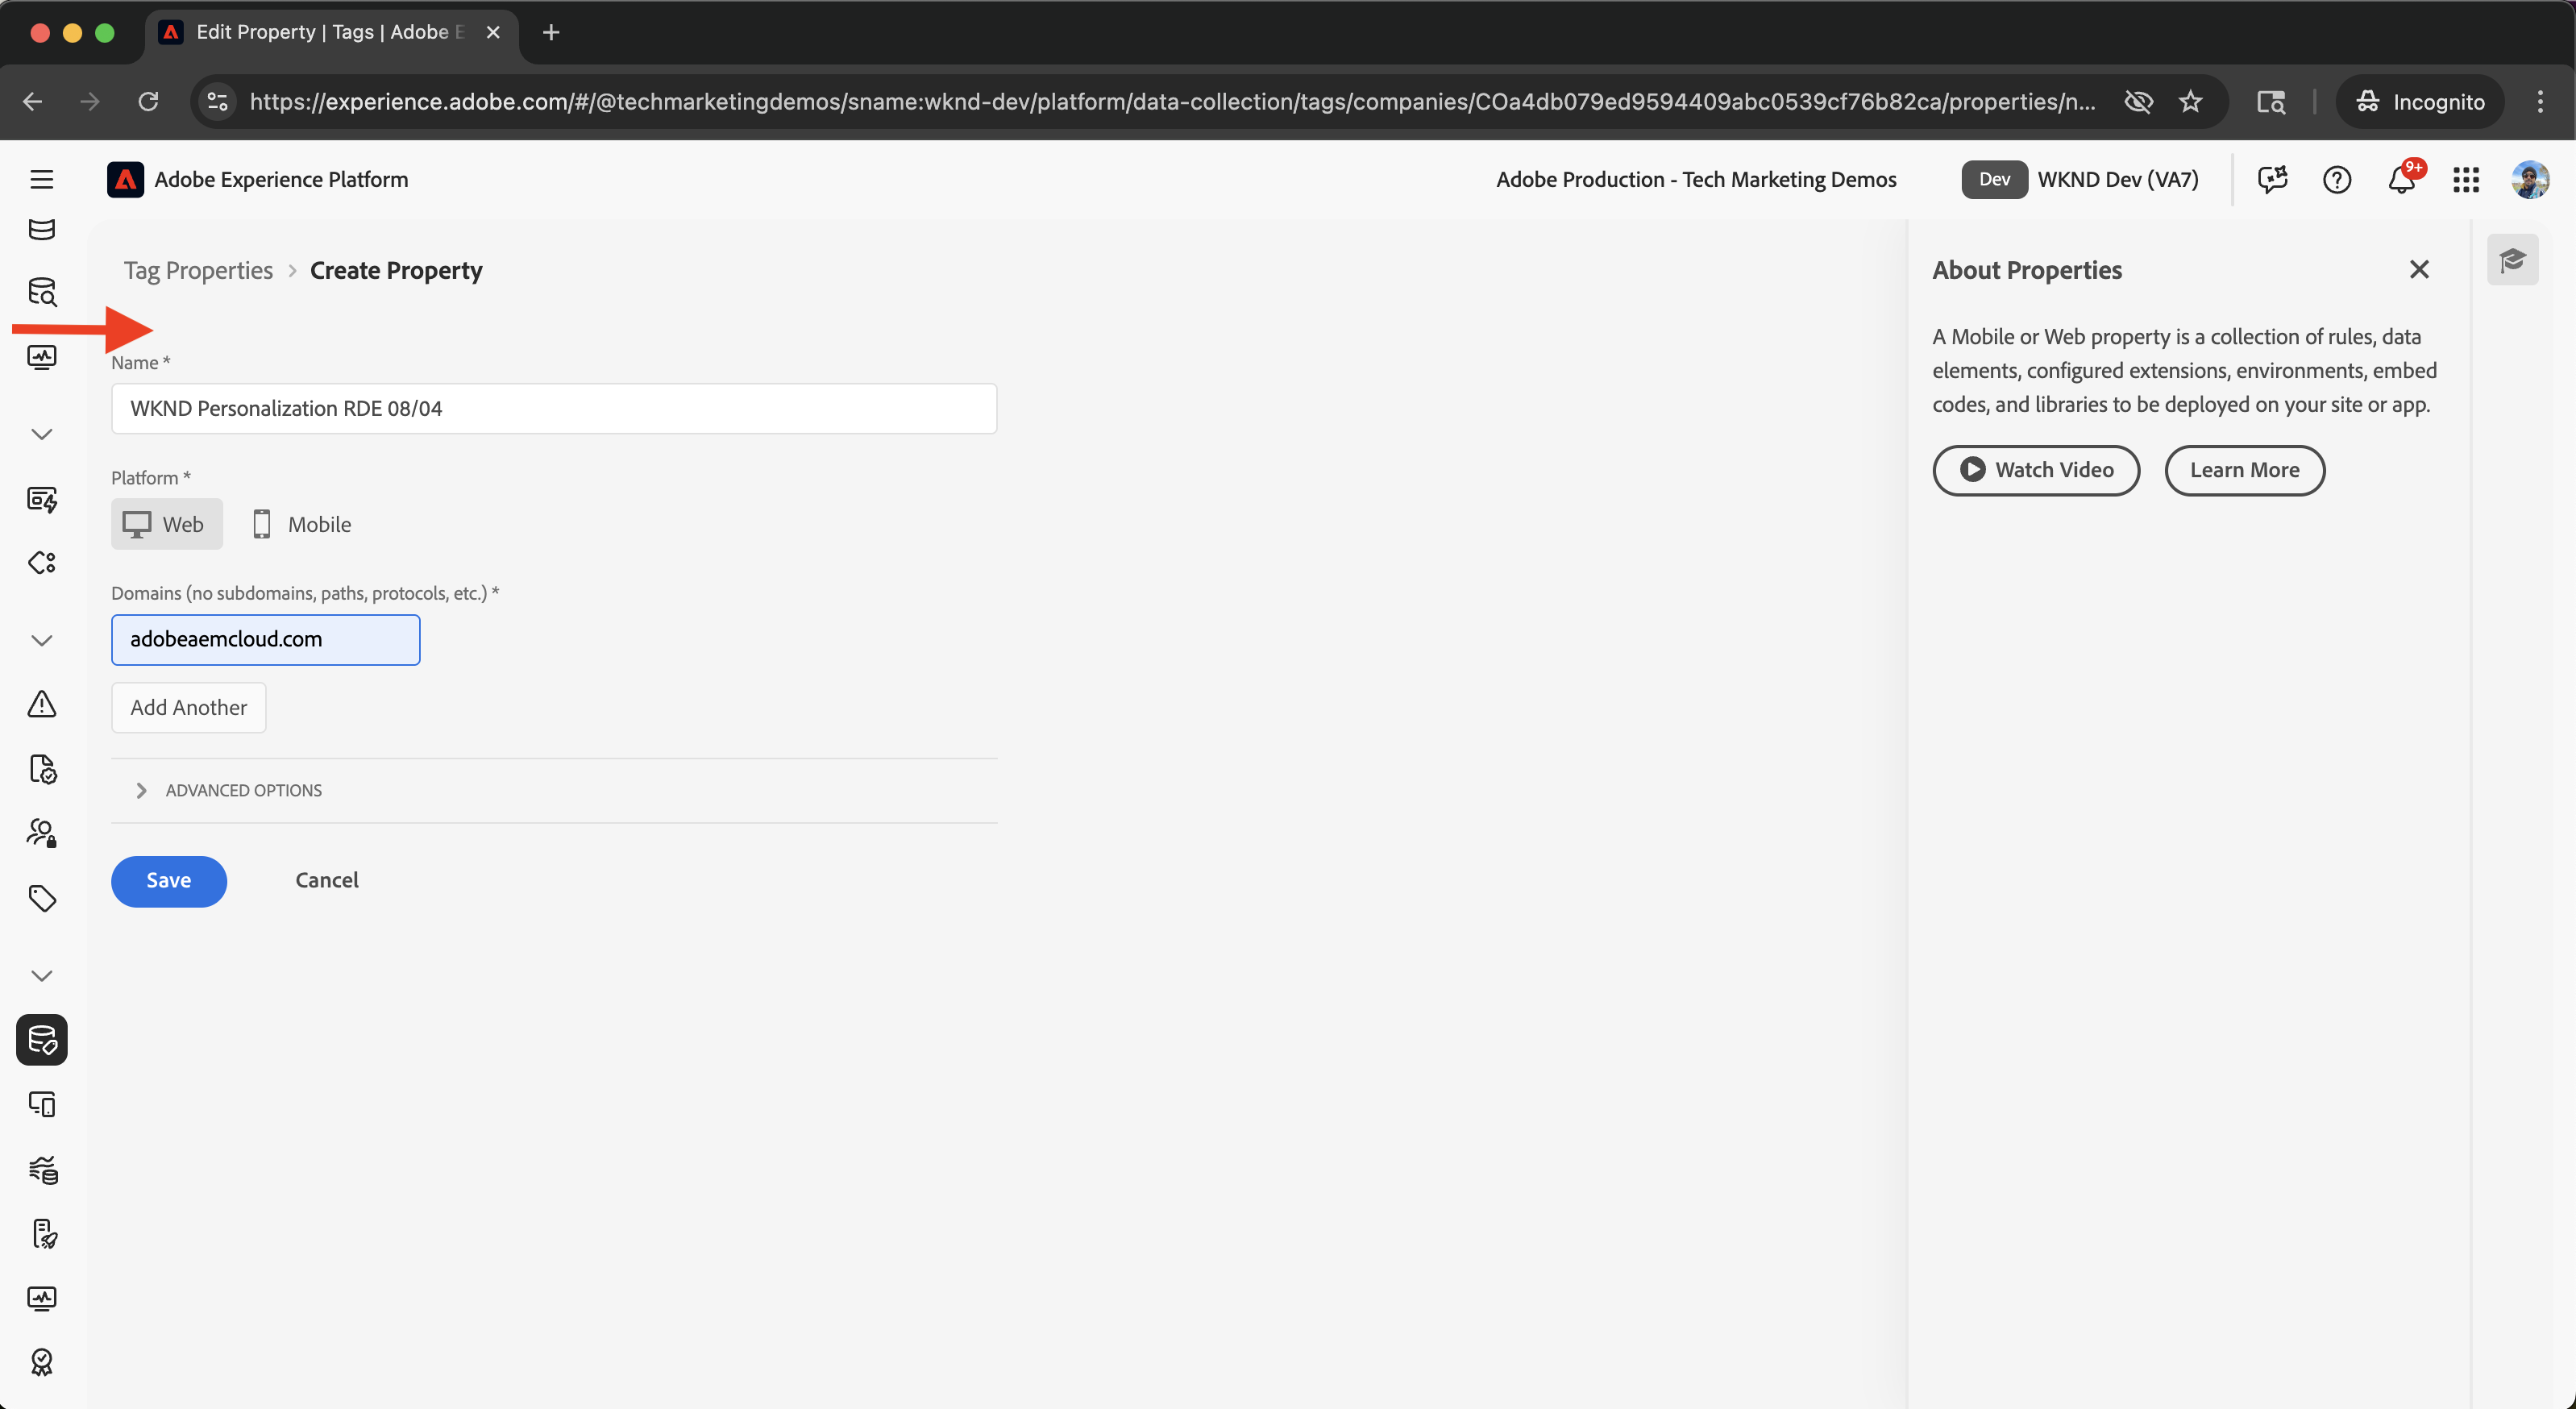 Edit Property | Tags | Adobe E
https://experience.adobe.com/#/@techmarketingdemos/sname:wknd-dev/platform/data-collection/tags/companies/COa4db079ed9594409abc0539cf76b82ca/properties/n...
Incognito
Adobe Experience Platform
Adobe Production - Tech Marketing Demos
Dev
WKND Dev (VA7)
9+
Tag Properties
Create Property
Name *
WKND Personalization RDE 08/04
Platform *
Web
Mobile
Domains (no subdomains, paths, protocols, etc.) *
adobeaemcloud.com
Add Another
ADVANCED OPTIONS
Save
Cancel
About Properties
A Mobile or Web property is a collection of rules, data
elements, configured extensions, environments, embed
codes, and libraries to be deployed on your site or app.
Watch Video
Learn More